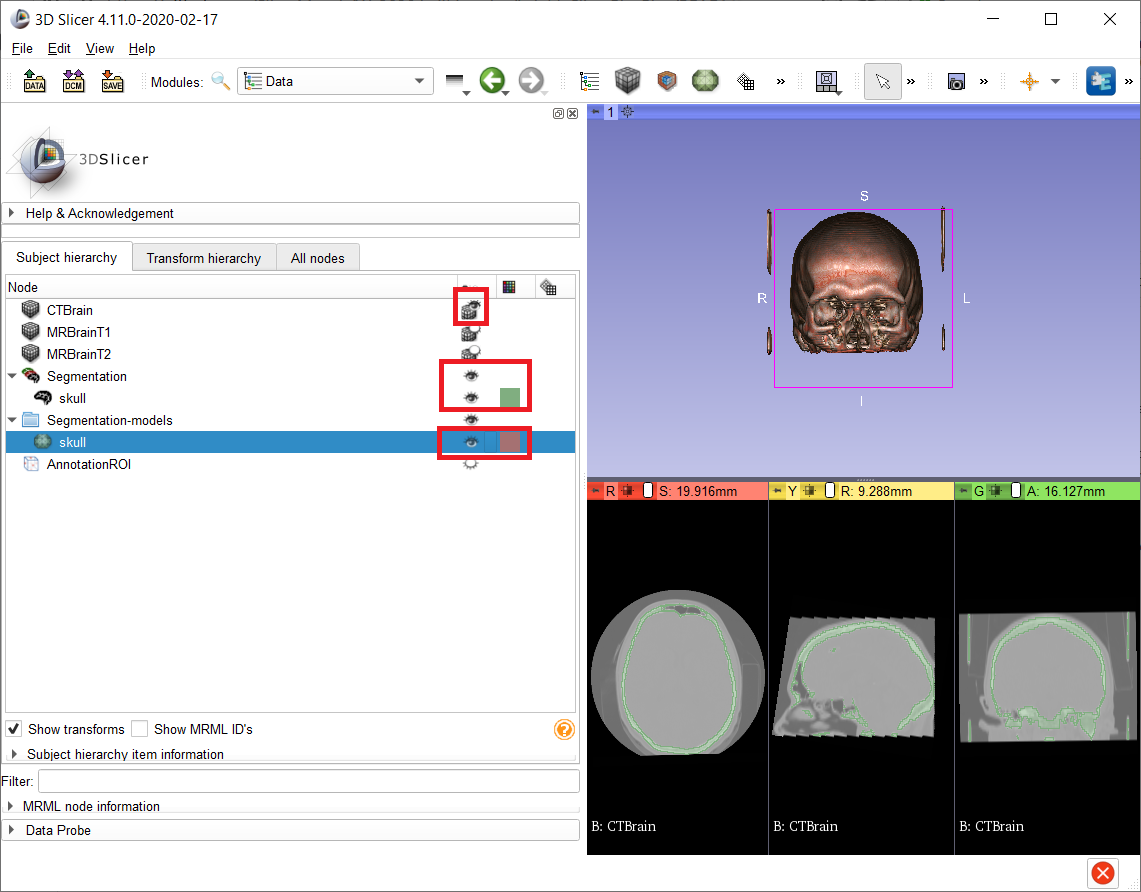 3D Slicer 4.11.0-2020-02-17
File Edit View Help
DATA DCM SAVE Modules: Data
1
3DSlicer
Help & Acknowledgement
Subject hierarchy Transform hierarchy All nodes
Node
CTBrain
MRBrainT1
MRBrainT2
Segmentation
skull
Segmentation-models
skull
AnnotationROI
S
R L
I
R S: 19.916mm Y R: 9.288mm G A: 16.127mm
B: CTBrain B: CTBrain B: CTBrain
Show transforms Show MRML ID's
Subject hierarchy item information
Filter:
MRML node information
Data Probe